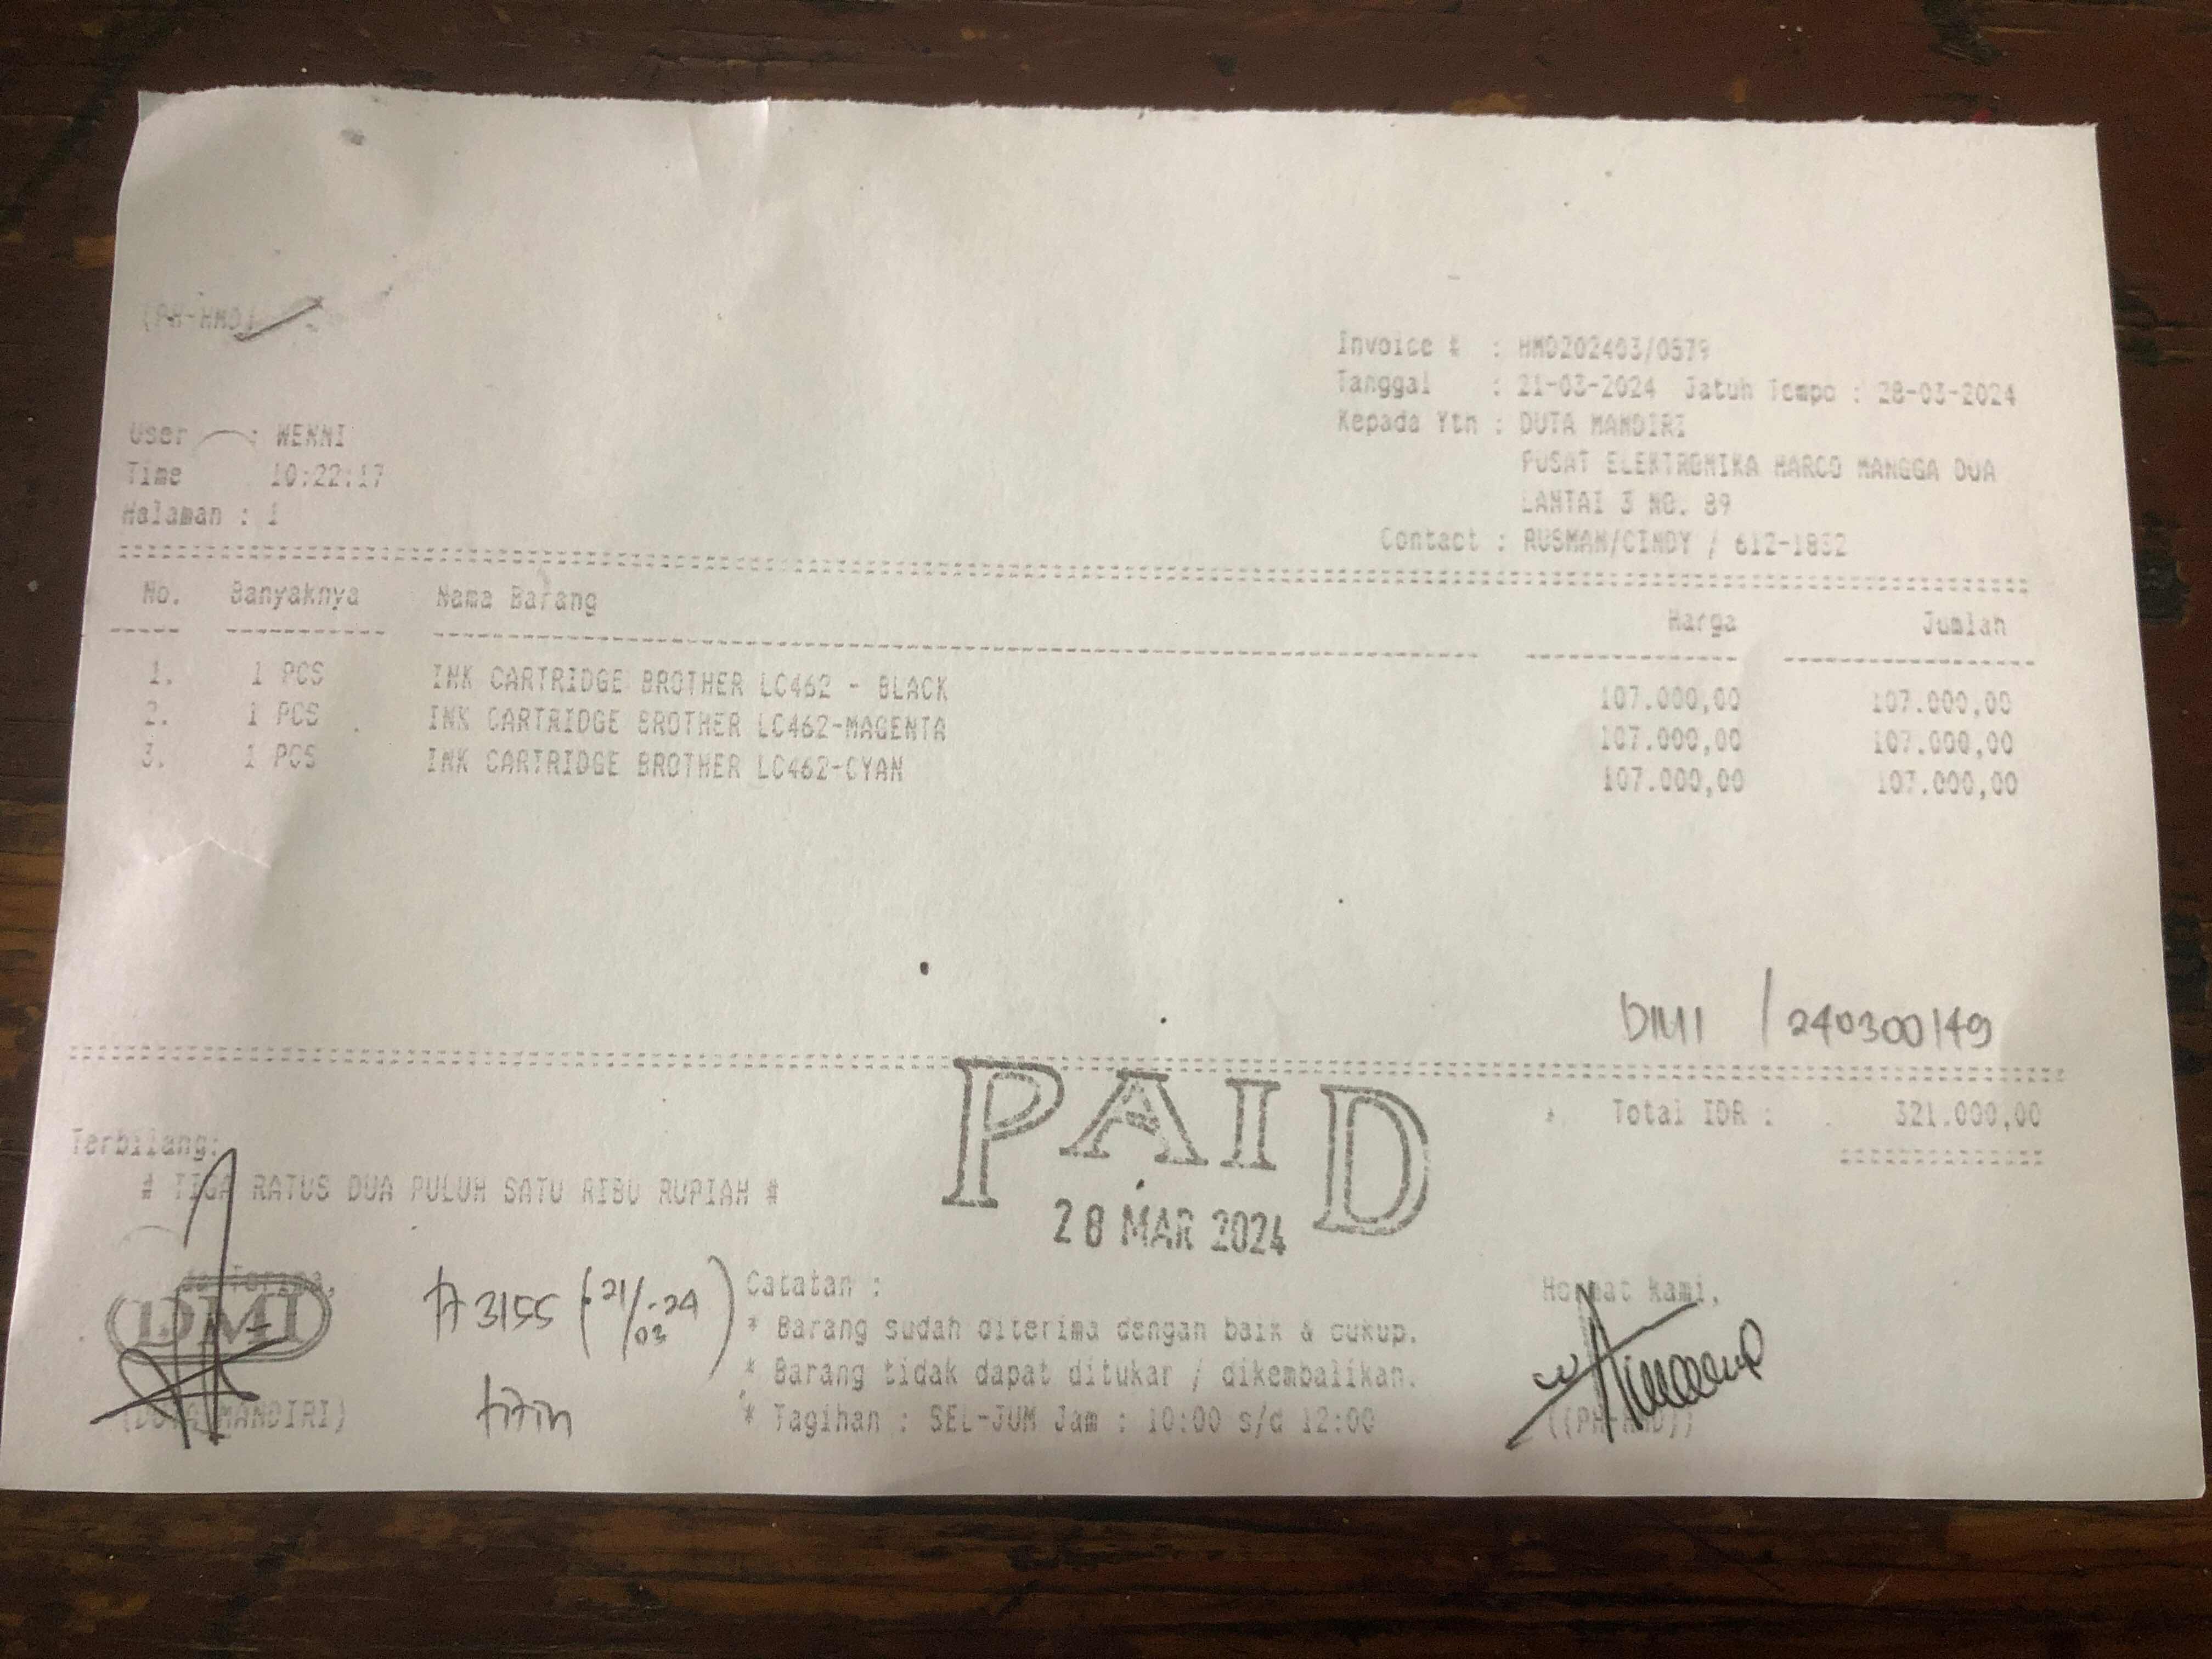 (PH-HMD)
Invoice # : HMD202403/0579
Tanggal : 21-03-2024 Jatuh Tempo : 28-03-2024
Kepada Yth : DUTA MANDIRI
PUSAT ELEKTRONIKA HARCO MANGGA DUA
LANTAI 3 NO. 89
Contact : RUSMAN/CINDY / 612-1832
User : WENNI
Time 10:22:17
Halaman : 1
No. Banyaknya Nama Barang Harga Jumlah
1. 1 PCS INK CARTRIDGE BROTHER LC462 - BLACK 107.000,00 107.000,00
2. 1 PCS INK CARTRIDGE BROTHER LC462-MAGENTA 107.000,00 107.000,00
3. 1 PCS INK CARTRIDGE BROTHER LC462-CYAN 107.000,00 107.000,00
DMI / 240300149
Total IDR : 321.000,00
Terbilang:
# TIGA RATUS DUA PULUH SATU RIBU RUPIAH #
PAID
28 MAR 2024
Terima,
DMI
(DUTA MANDIRI)
3155 (21/03-24)
titin
Catatan :
* Barang sudah diterima dengan baik & cukup.
* Barang tidak dapat ditukar / dikembalikan.
* Tagihan : SEL-JUM Jam : 10:00 s/d 12:00
Hormat kami,
((PH-HMD))